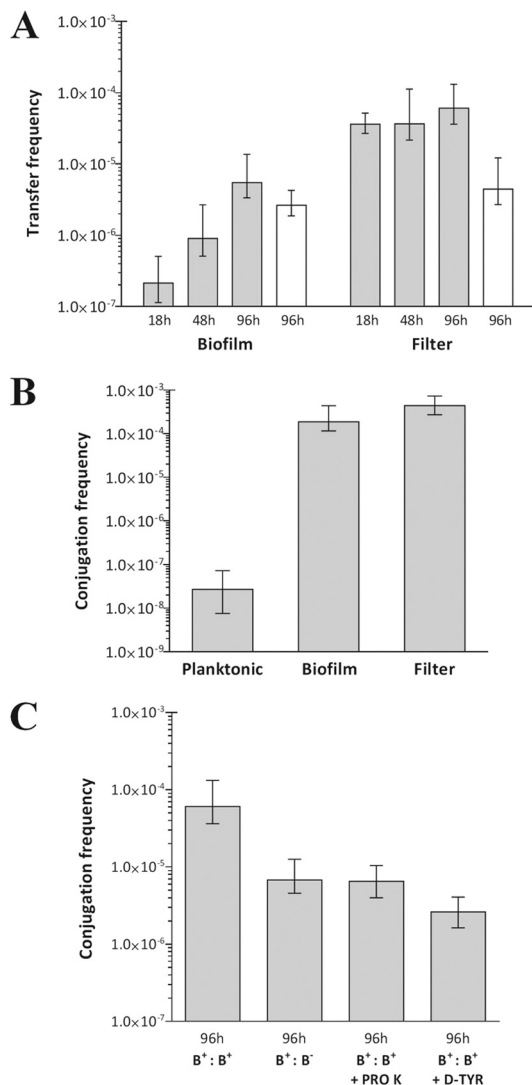 A
Transfer frequency
1.0×10⁻³
1.0×10⁻⁴
1.0×10⁻⁵
1.0×10⁻⁶
1.0×10⁻⁷
18h 48h 96h 96h 18h 48h 96h 96h
Biofilm Filter
B
Conjugation frequency
1.0×10⁻³
1.0×10⁻⁴
1.0×10⁻⁵
1.0×10⁻⁶
1.0×10⁻⁷
1.0×10⁻⁸
1.0×10⁻⁹
Planktonic Biofilm Filter
C
Conjugation frequency
1.0×10⁻³
1.0×10⁻⁴
1.0×10⁻⁵
1.0×10⁻⁶
1.0×10⁻⁷
96h 96h 96h 96h
B⁺: B⁺ B⁺: B⁻ B⁺: B⁺ B⁺: B⁺
+ PRO K + D-TYR